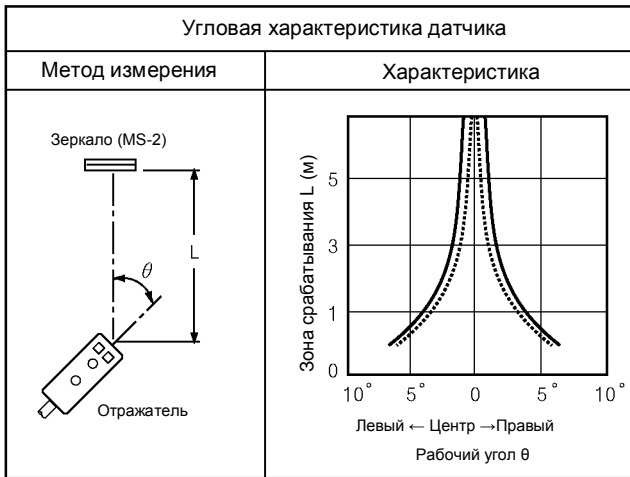 Угловая характеристика датчика
Метод измерения
Характеристика
Зеркало (MS-2)
L
θ
Отражатель
Зона срабатывания L (м)
5
3
1
0
10° 5° 0 5° 10°
Левый ← Центр →Правый
Рабочий угол θ